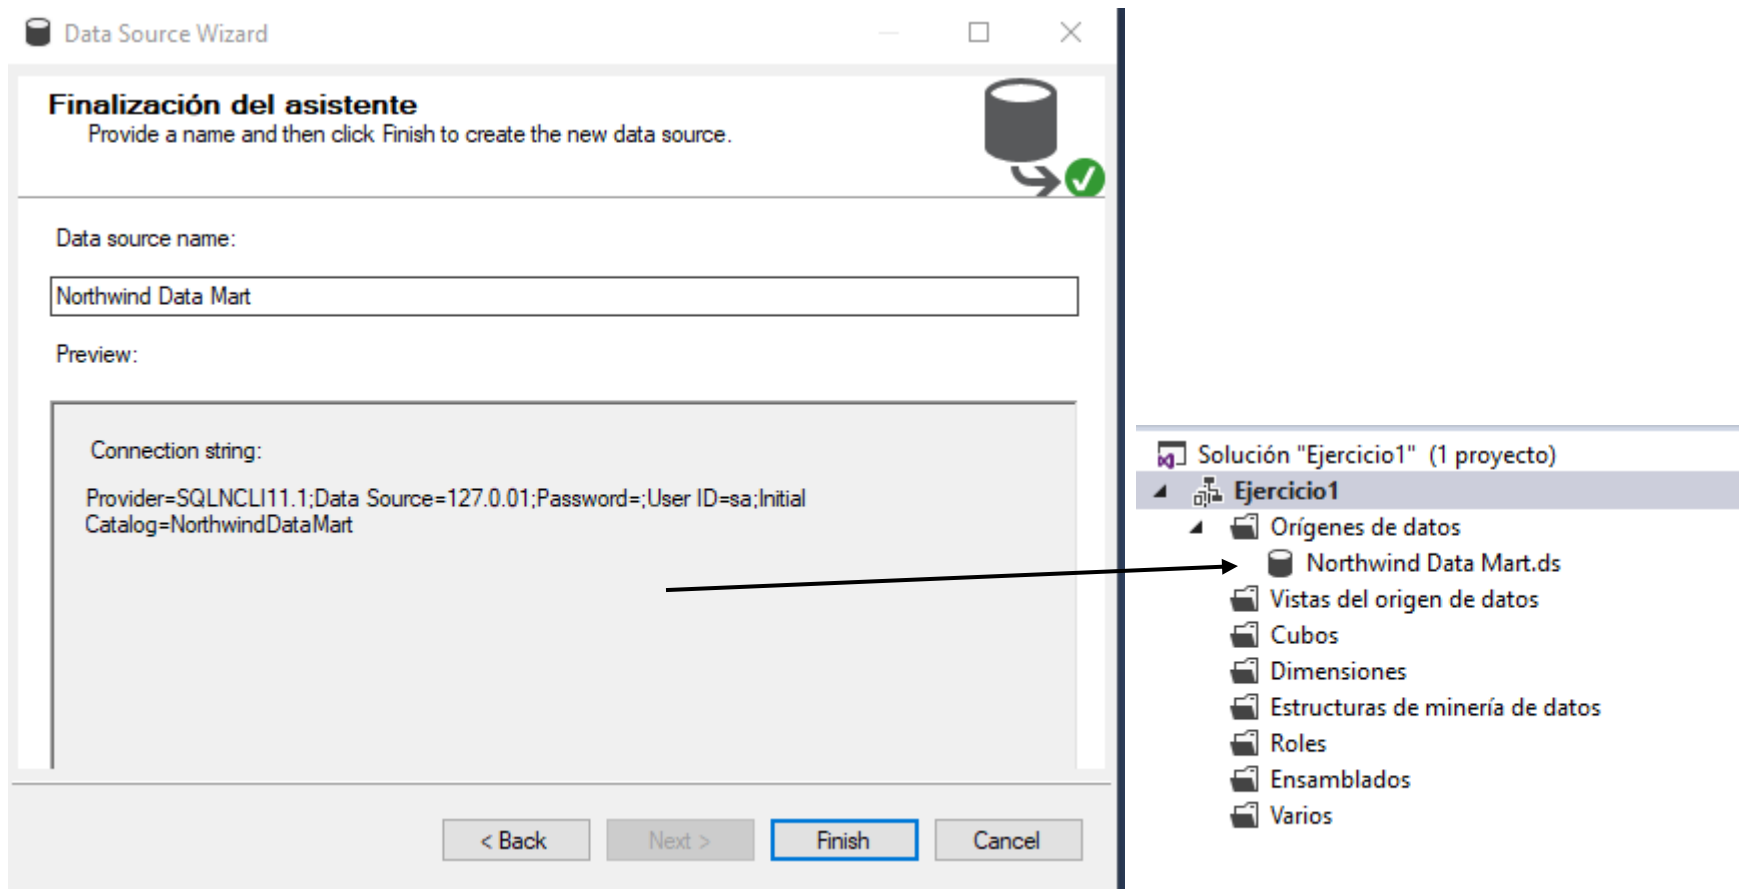 Data Source Wizard
Finalización del asistente
Provide a name and then click Finish to create the new data source.
Data source name:
Northwind Data Mart
Preview:
Connection string:
Provider=SQLNCLI11.1;Data Source=127.0.01;Password=;User ID=sa;Initial
Catalog=NorthwindDataMart
< Back
Next >
Finish
Cancel
Solución "Ejercicio1" (1 proyecto)
Ejercicio1
Orígenes de datos
Northwind Data Mart.ds
Vistas del origen de datos
Cubos
Dimensiones
Estructuras de minería de datos
Roles
Ensamblados
Varios